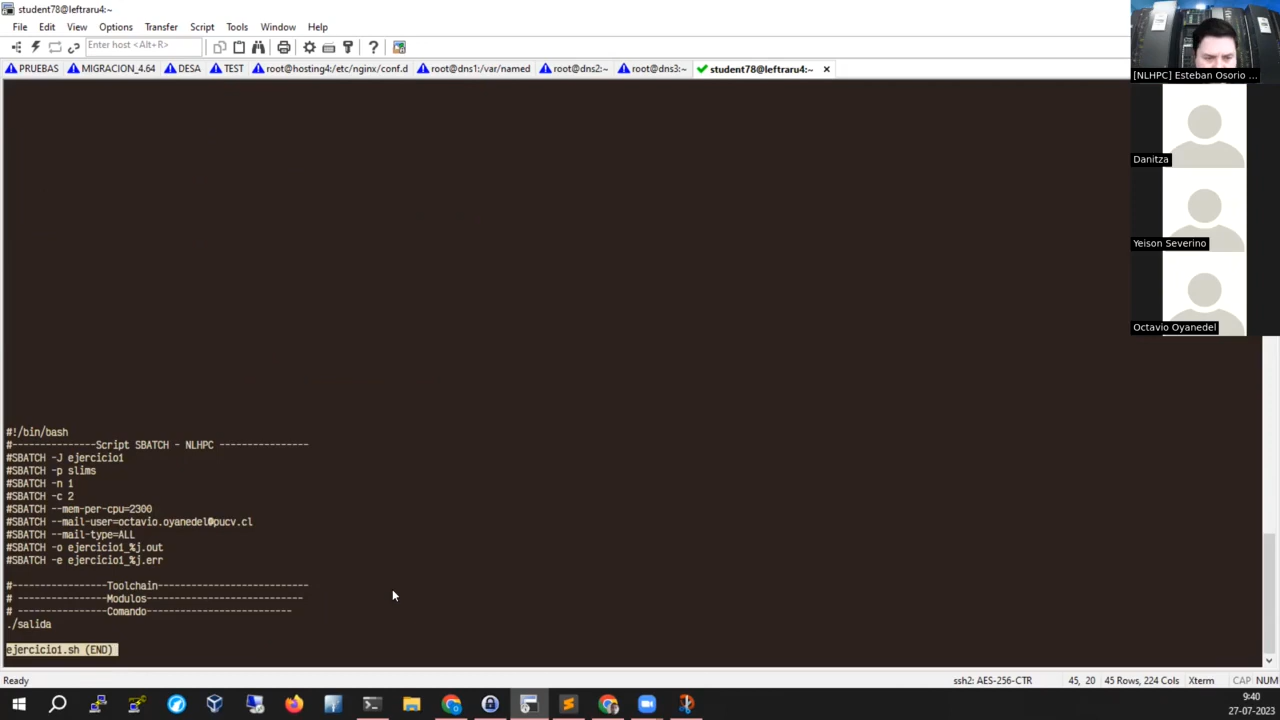 student78@leftraru4:~
File Edit View Options Transfer Script Tools Window Help
Enter host <Alt+R>
PRUEBAS MIGRACION_4.64 DESA TEST root@hosting4:/etc/nginx/conf.d root@dns1:/var/named root@dns2:~ root@dns3:~ student78@leftraru4:~
[NLHPC] Esteban Osorio ...
Danitza
Yeison Severino
Octavio Oyanedel
#!/bin/bash
#---------------Script SBATCH - NLHPC ----------------
#SBATCH -J ejercicio1
#SBATCH -p slims
#SBATCH -n 1
#SBATCH -c 2
#SBATCH --mem-per-cpu=2300
#SBATCH --mail-user=octavio.oyanedel@pucv.cl
#SBATCH --mail-type=ALL
#SBATCH -o ejercicio1_%j.out
#SBATCH -e ejercicio1_%j.err
#-----------------Toolchain---------------------------
# ----------------Modulos----------------------------
# ----------------Comando--------------------------
./salida
ejercicio1.sh (END)
Ready ssh2: AES-256-CTR 45, 20 45 Rows, 224 Cols Xterm CAP NUM
9:40
27-07-2023